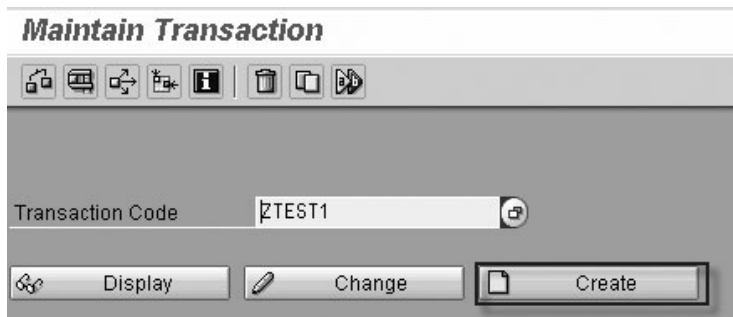 Maintain Transaction
Transaction Code ZTEST1
Display Change Create